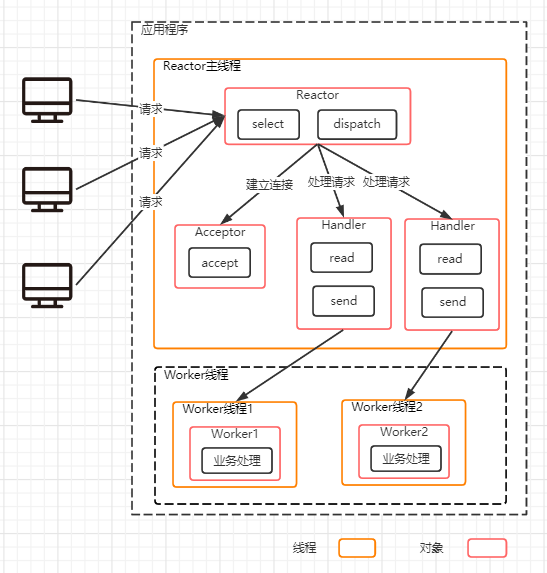 应用程序
Reactor主线程
Reactor
select
dispatch
请求
请求
请求
建立连接
处理请求
处理请求
Acceptor
accept
Handler
read
send
Handler
read
send
Worker线程
Worker线程1
Worker1
业务处理
Worker线程2
Worker2
业务处理
线程
对象